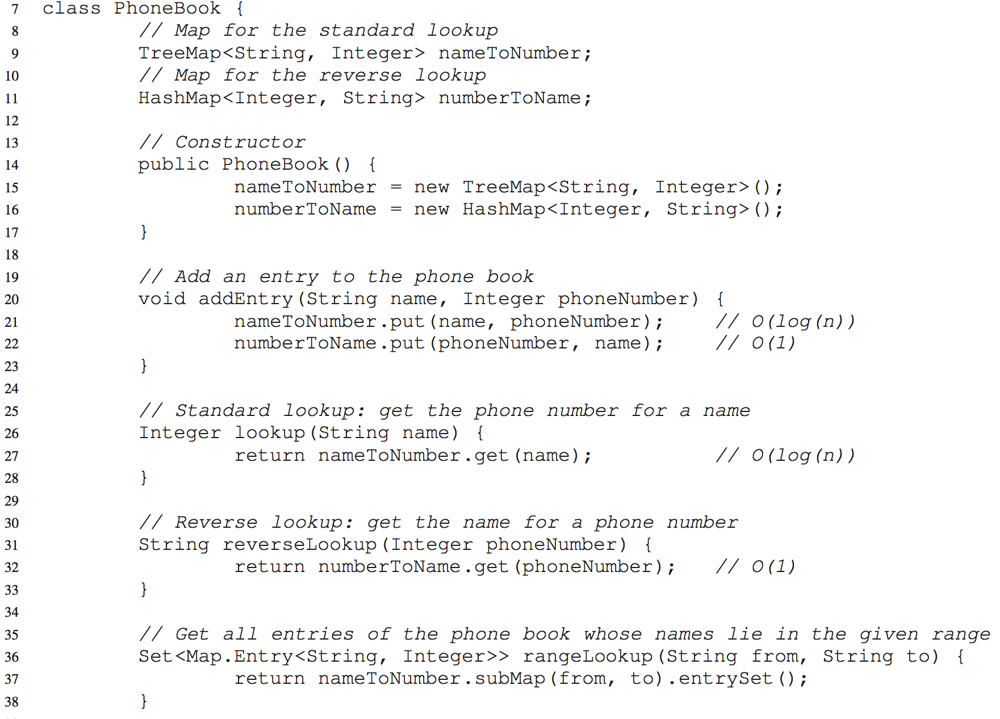 7 class PhoneBook {
8 // Map for the standard lookup
9 TreeMap<String, Integer> nameToNumber;
10 // Map for the reverse lookup
11 HashMap<Integer, String> numberToName;
12
13 // Constructor
14 public PhoneBook() {
15 nameToNumber = new TreeMap<String, Integer>();
16 numberToName = new HashMap<Integer, String>();
17 }
18
19 // Add an entry to the phone book
20 void addEntry(String name, Integer phoneNumber) {
21 nameToNumber.put(name, phoneNumber); // O(log(n))
22 numberToName.put(phoneNumber, name); // O(1)
23 }
24
25 // Standard lookup: get the phone number for a name
26 Integer lookup(String name) {
27 return nameToNumber.get(name); // O(log(n))
28 }
29
30 // Reverse lookup: get the name for a phone number
31 String reverseLookup(Integer phoneNumber) {
32 return numberToName.get(phoneNumber); // O(1)
33 }
34
35 // Get all entries of the phone book whose names lie in the given range
36 Set<Map.Entry<String, Integer>> rangeLookup(String from, String to) {
37 return nameToNumber.subMap(from, to).entrySet();
38 }